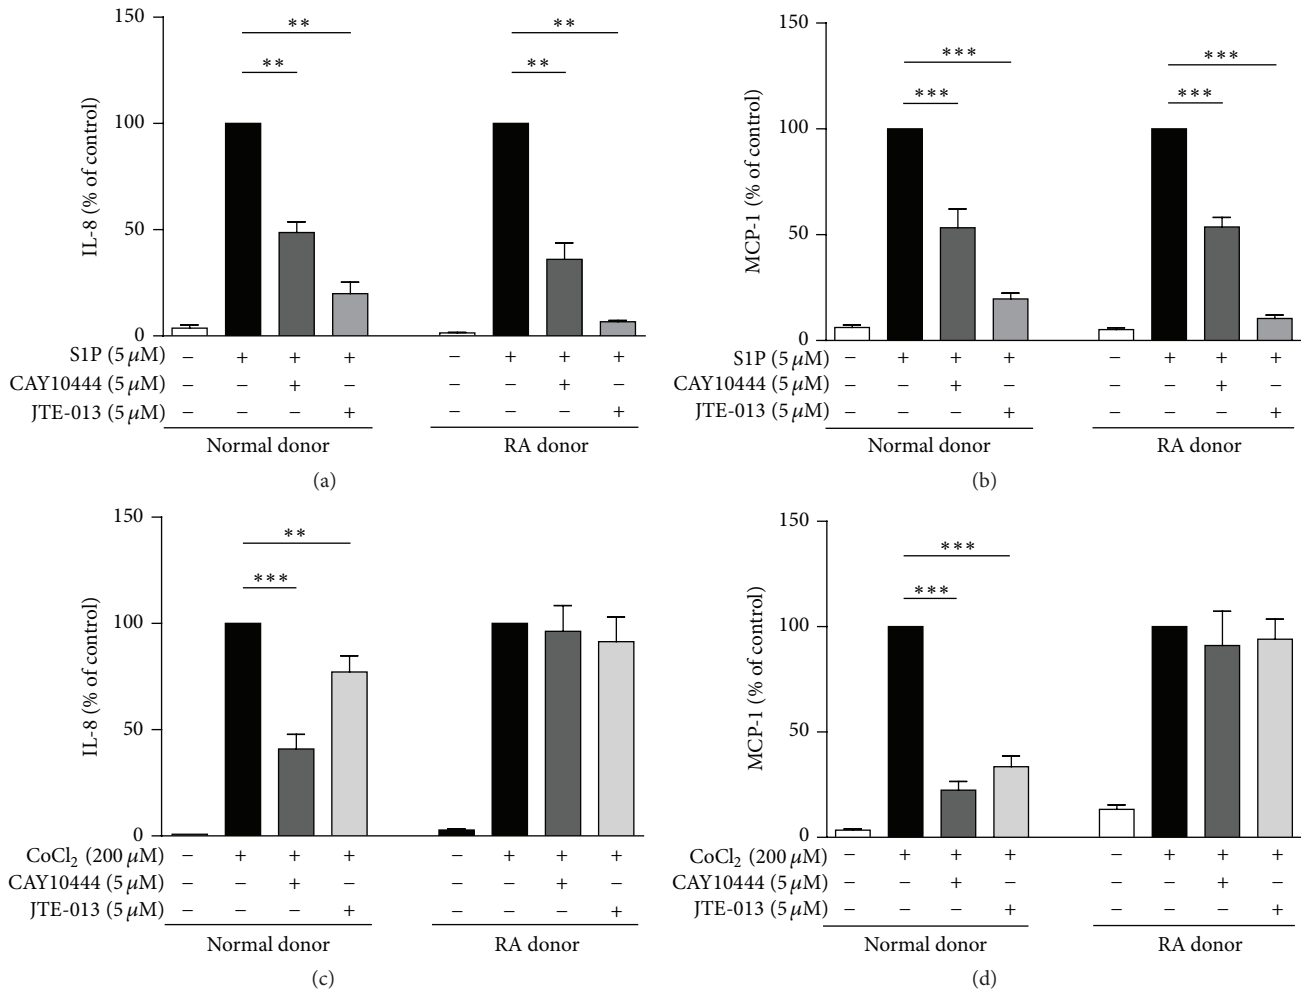 150
100
50
0
IL-8 (% of control)
** **
** **
S1P (5 μM) − + + + − + + +
CAY10444 (5 μM) − − + − − − + −
JTE-013 (5 μM) − − − + − − − +
Normal donor RA donor
(a)
150
100
50
0
MCP-1 (% of control)
*** ***
*** ***
S1P (5 μM) − + + + − + + +
CAY10444 (5 μM) − − + − − − + −
JTE-013 (5 μM) − − − + − − − +
Normal donor RA donor
(b)
150
100
50
0
IL-8 (% of control)
**
***
CoCl₂ (200 μM) − + + + − + + +
CAY10444 (5 μM) − − + − − − + −
JTE-013 (5 μM) − − − + − − − +
Normal donor RA donor
(c)
150
100
50
0
MCP-1 (% of control)
***
***
CoCl₂ (200 μM) − + + + − + + +
CAY10444 (5 μM) − − + − − − + −
JTE-013 (5 μM) − − − + − − − +
Normal donor RA donor
(d)